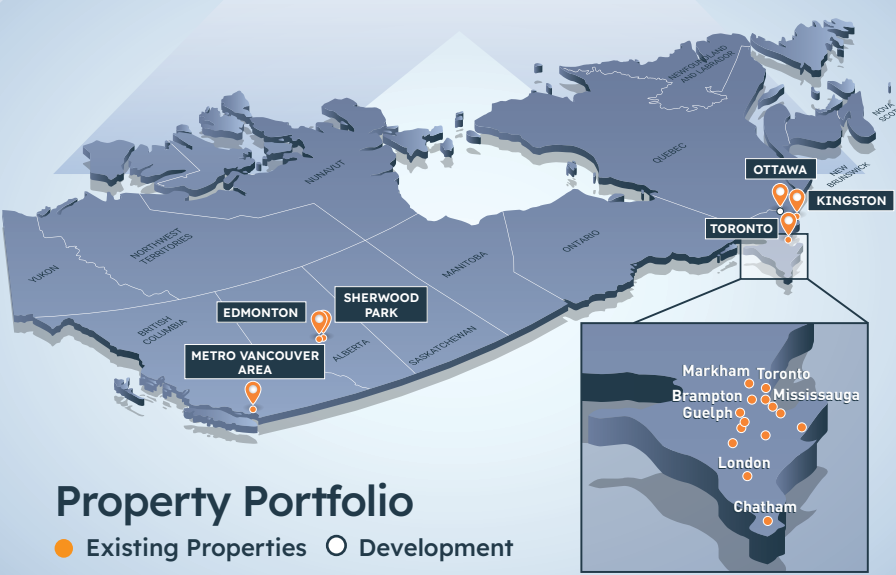 NEWFOUNDLAND
AND LABRADOR
QUEBEC
NUNAVUT
NEW
BRUNSWICK
OTTAWA
KINGSTON
TORONTO
NORTHWEST
TERRITORIES
YUKON
MANITOBA
ONTARIO
BRITISH
COLUMBIA
EDMONTON
SHERWOOD
PARK
ALBERTA
SASKATCHEWAN
METRO VANCOUVER
AREA
Markham
Toronto
Brampton
Mississauga
Guelph
London
Chatham
Property Portfolio
Existing Properties
Development